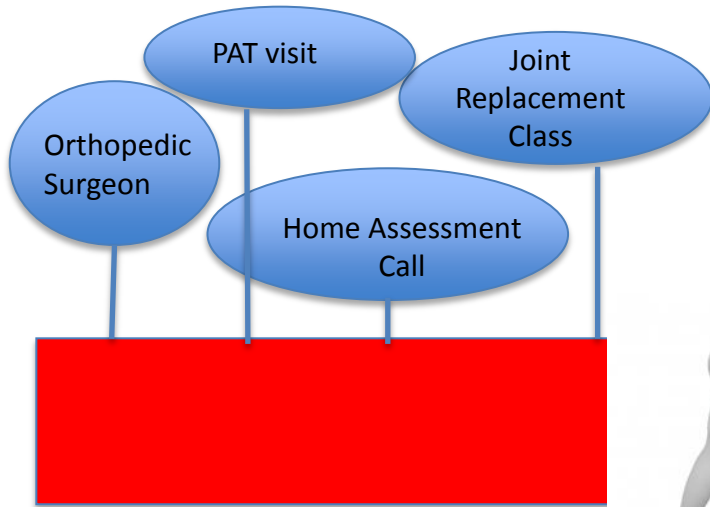 PAT visit
Joint
Replacement
Class
Orthopedic
Surgeon
Home Assessment
Call